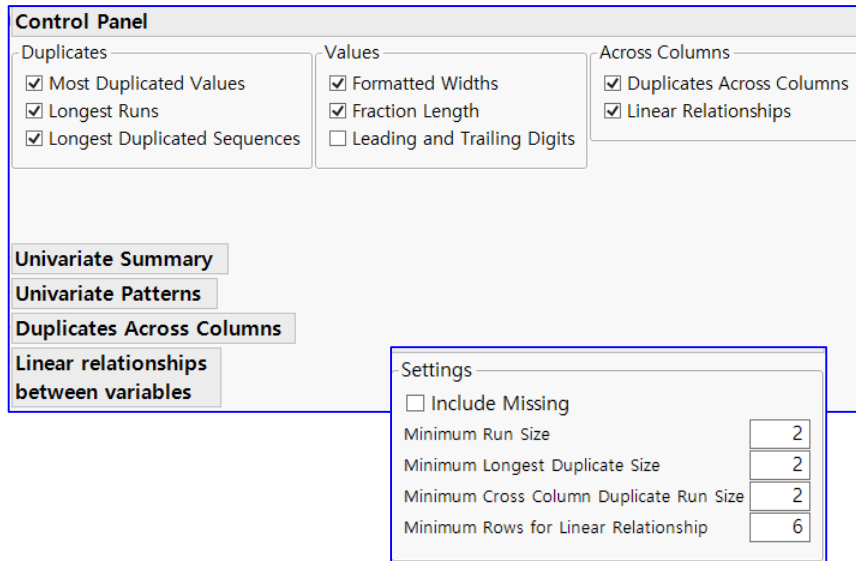 Control Panel
Duplicates
Most Duplicated Values
Longest Runs
Longest Duplicated Sequences
Values
Formatted Widths
Fraction Length
Leading and Trailing Digits
Across Columns
Duplicates Across Columns
Linear Relationships
Univariate Summary
Univariate Patterns
Duplicates Across Columns
Linear relationships
between variables
Settings
Include Missing
Minimum Run Size 2
Minimum Longest Duplicate Size 2
Minimum Cross Column Duplicate Run Size 2
Minimum Rows for Linear Relationship 6